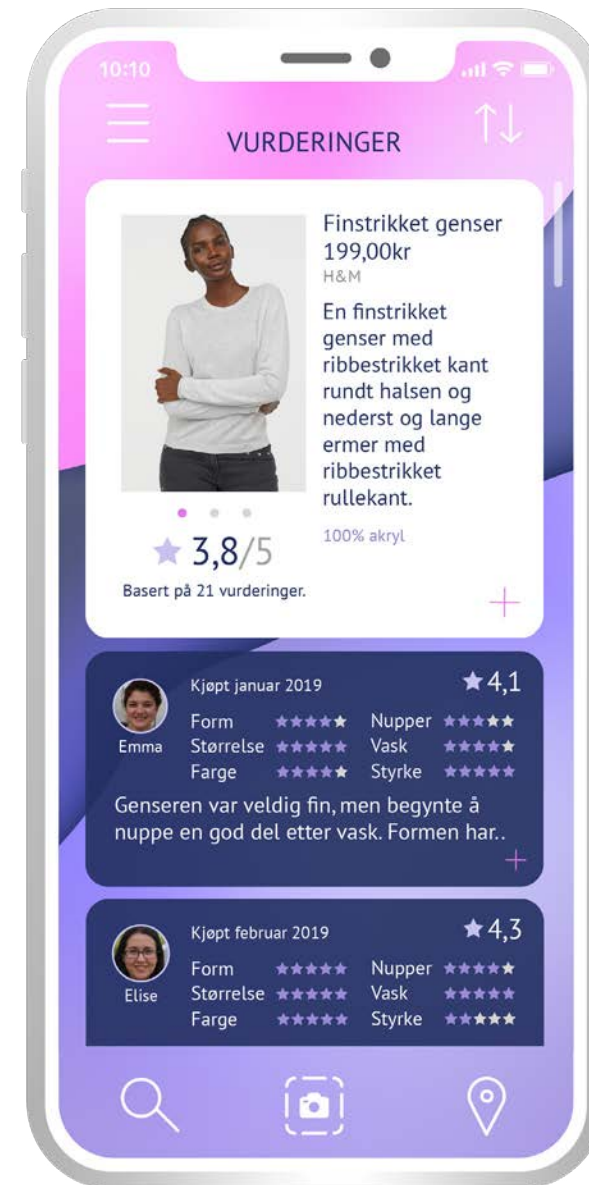 10:10
VURDERINGER
Finstrikket genser
199,00kr
H&M
En finstrikket
genser med
ribbestrikket kant
rundt halsen og
nederst og lange
ermer med
ribbestrikket
rullekant.
100% akryl
3,8/5
Basert på 21 vurderinger.
Kjøpt januar 2019
4,1
Emma
Form
Nupper
Størrelse
Vask
Farge
Styrke
Genseren var veldig fin, men begynte å
nuppe en god del etter vask. Formen har..
Kjøpt februar 2019
4,3
Elise
Form
Nupper
Størrelse
Vask
Farge
Styrke